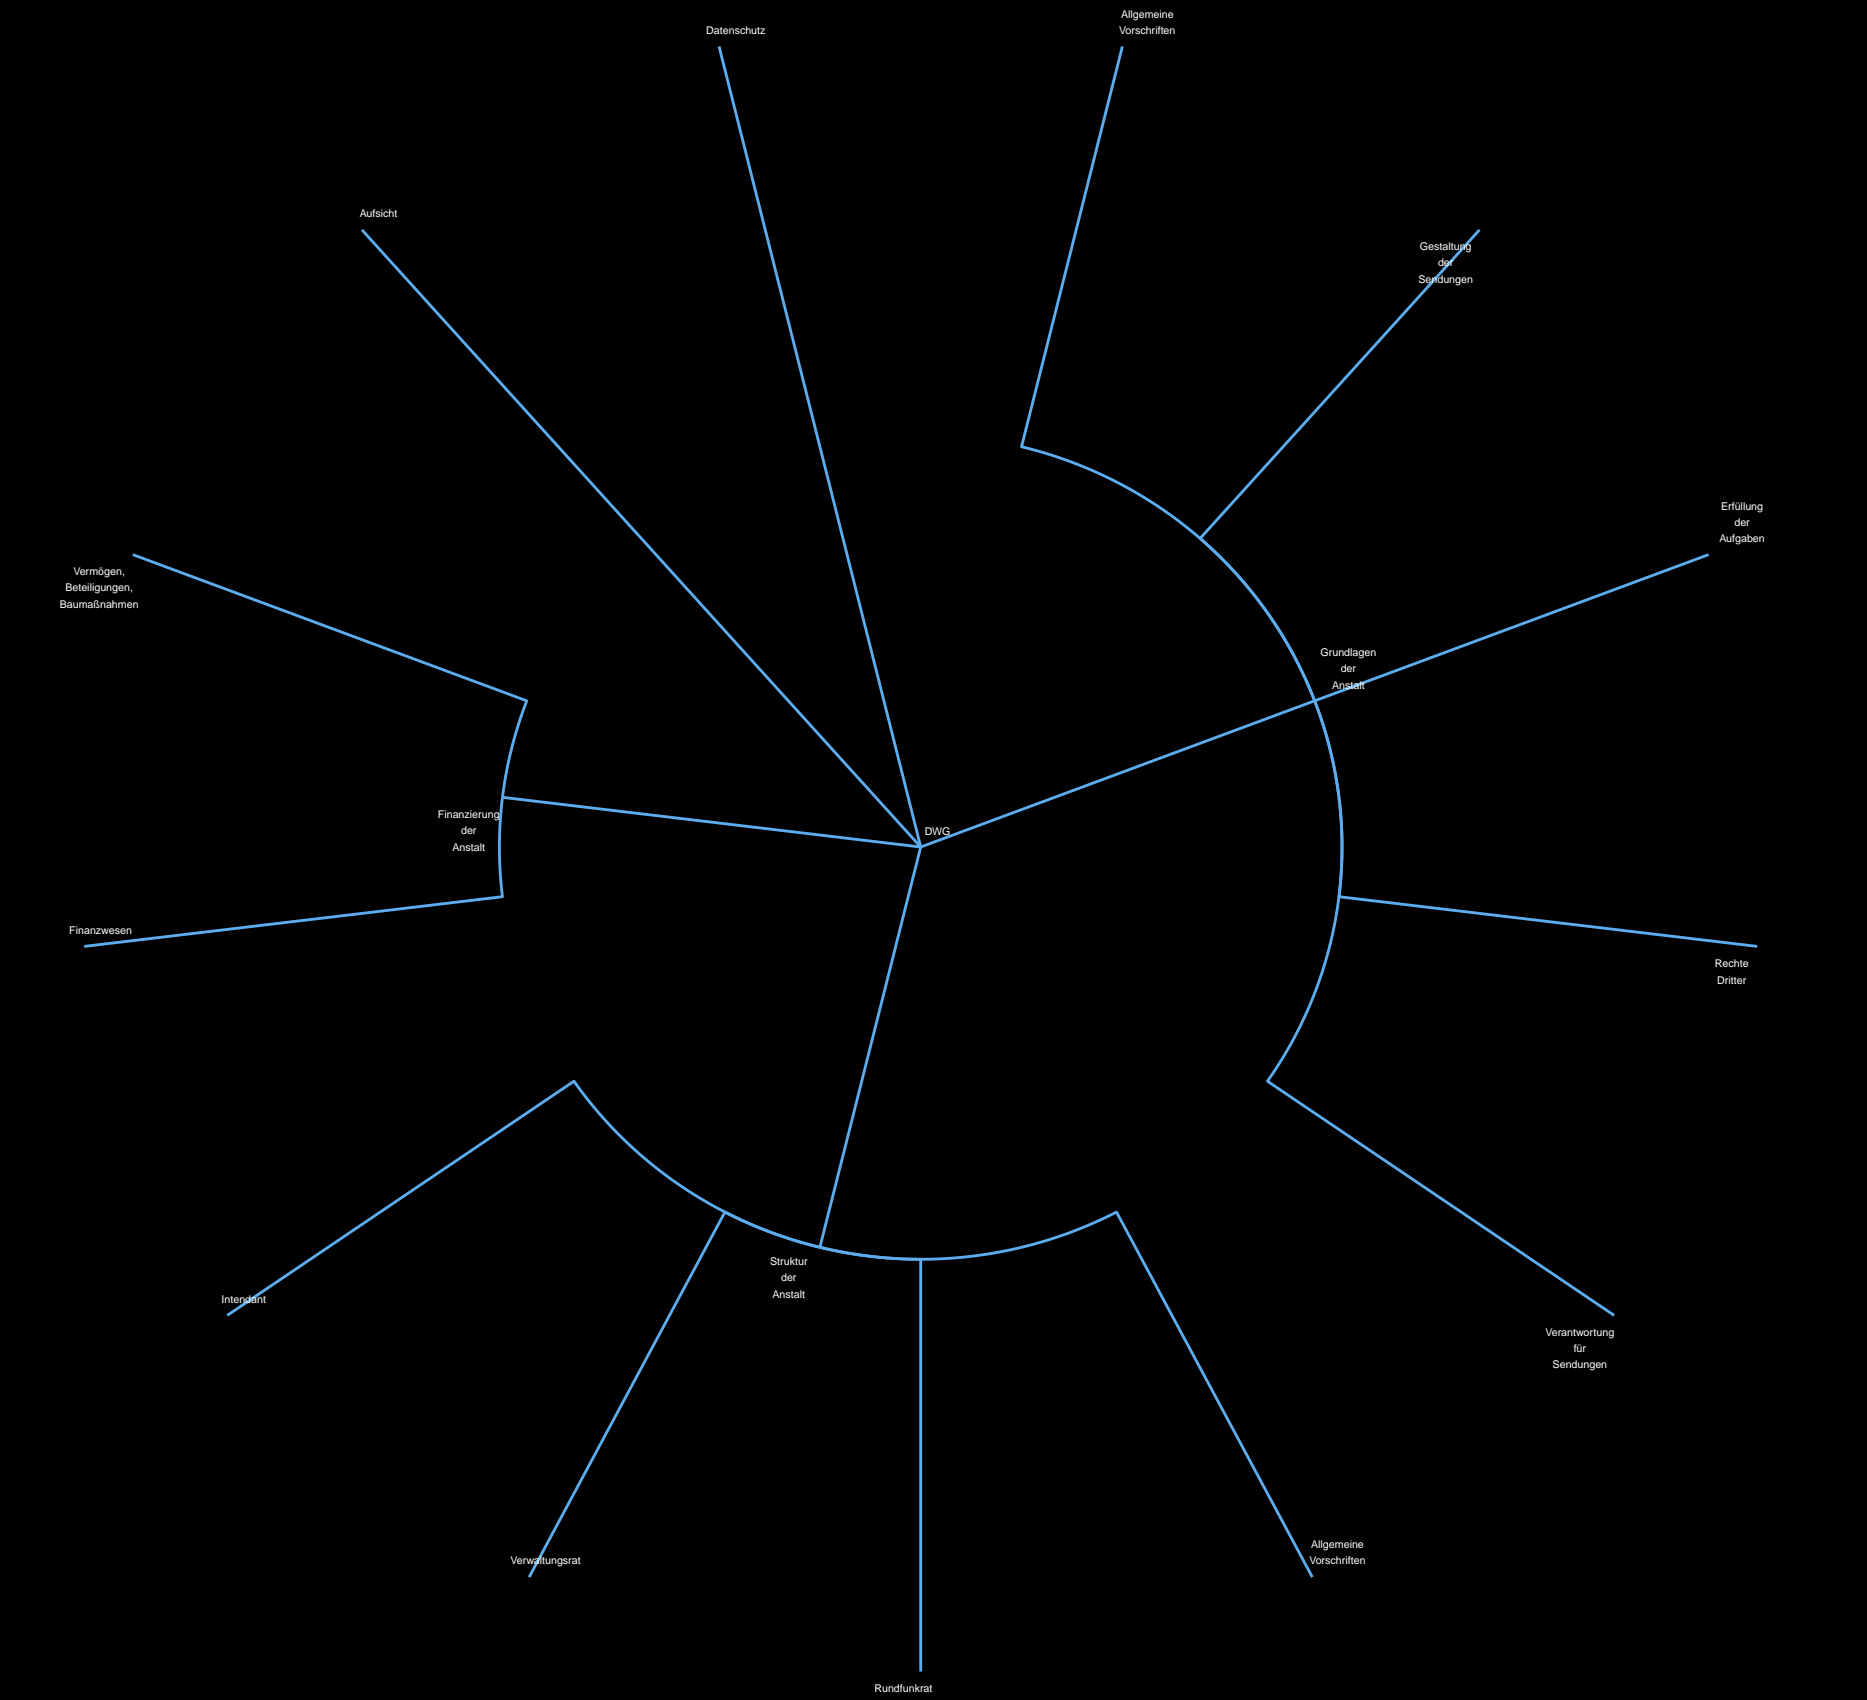 Allgemeine
Vorschriften
Datenschutz
Aufsicht
Gestaltung
der
Sendungen
Erfüllung
der
Aufgaben
Vermögen,
Beteiligungen,
Baumaßnahmen
Grundlagen
der
Anstalt
Finanzierung
der
Anstalt
DWG
Finanzwesen
Rechte
Dritter
Struktur
der
Anstalt
Intendant
Verantwortung
für
Sendungen
Verwaltungsrat
Allgemeine
Vorschriften
Rundfunkrat